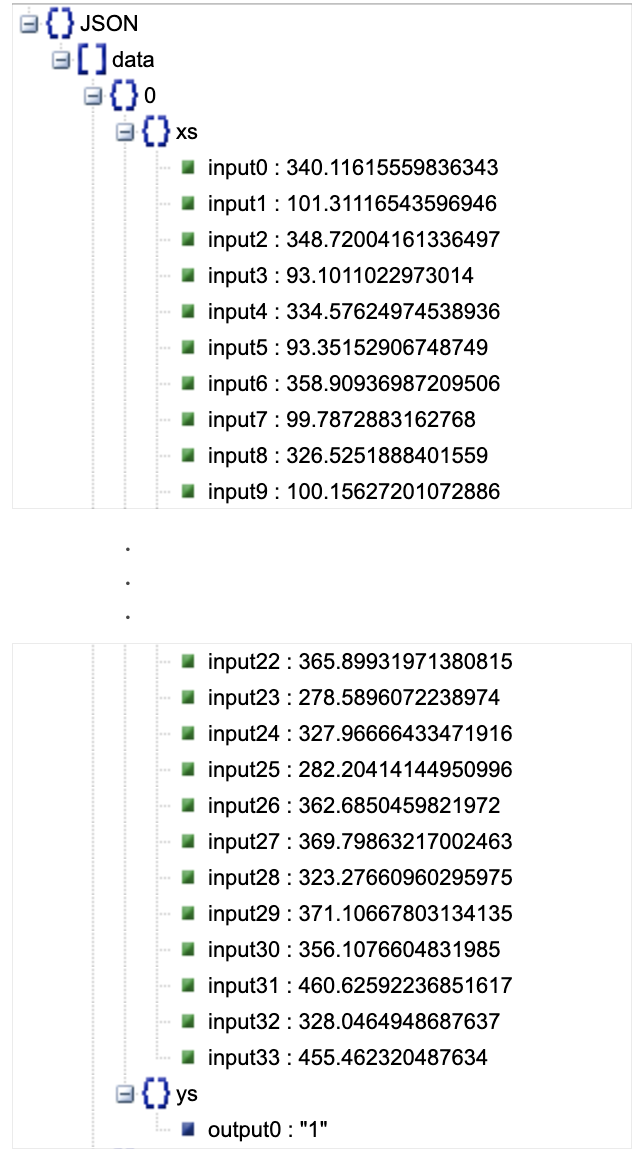 JSON
data
0
xs
input0 : 340.11615559836343
input1 : 101.31116543596946
input2 : 348.72004161336497
input3 : 93.1011022973014
input4 : 334.57624974538936
input5 : 93.35152906748749
input6 : 358.90936987209506
input7 : 99.7872883162768
input8 : 326.5251888401559
input9 : 100.15627201072886
.
.
.
input22 : 365.89931971380815
input23 : 278.5896072238974
input24 : 327.96666433471916
input25 : 282.20414144950996
input26 : 362.6850459821972
input27 : 369.79863217002463
input28 : 323.27660960295975
input29 : 371.10667803134135
input30 : 356.1076604831985
input31 : 460.62592236851617
input32 : 328.0464948687637
input33 : 455.462320487634
ys
output0 : "1"